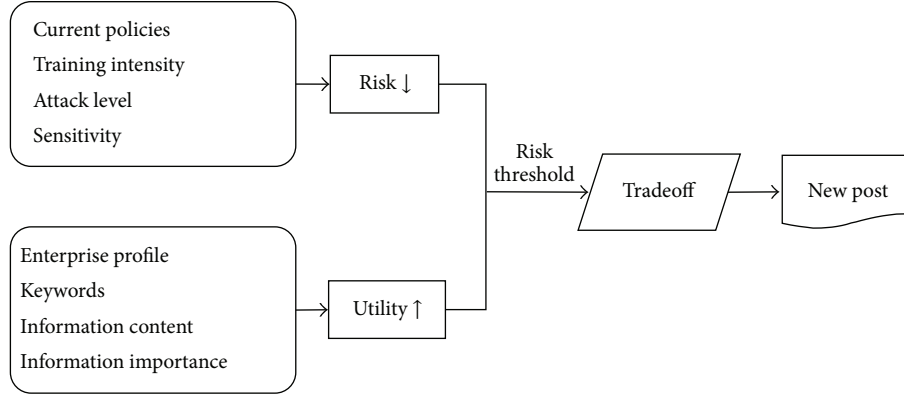 Current policies
Training intensity
Attack level
Sensitivity
Risk ↓
Enterprise profile
Keywords
Information content
Information importance
Utility ↑
Risk
threshold
Tradeoff
New post